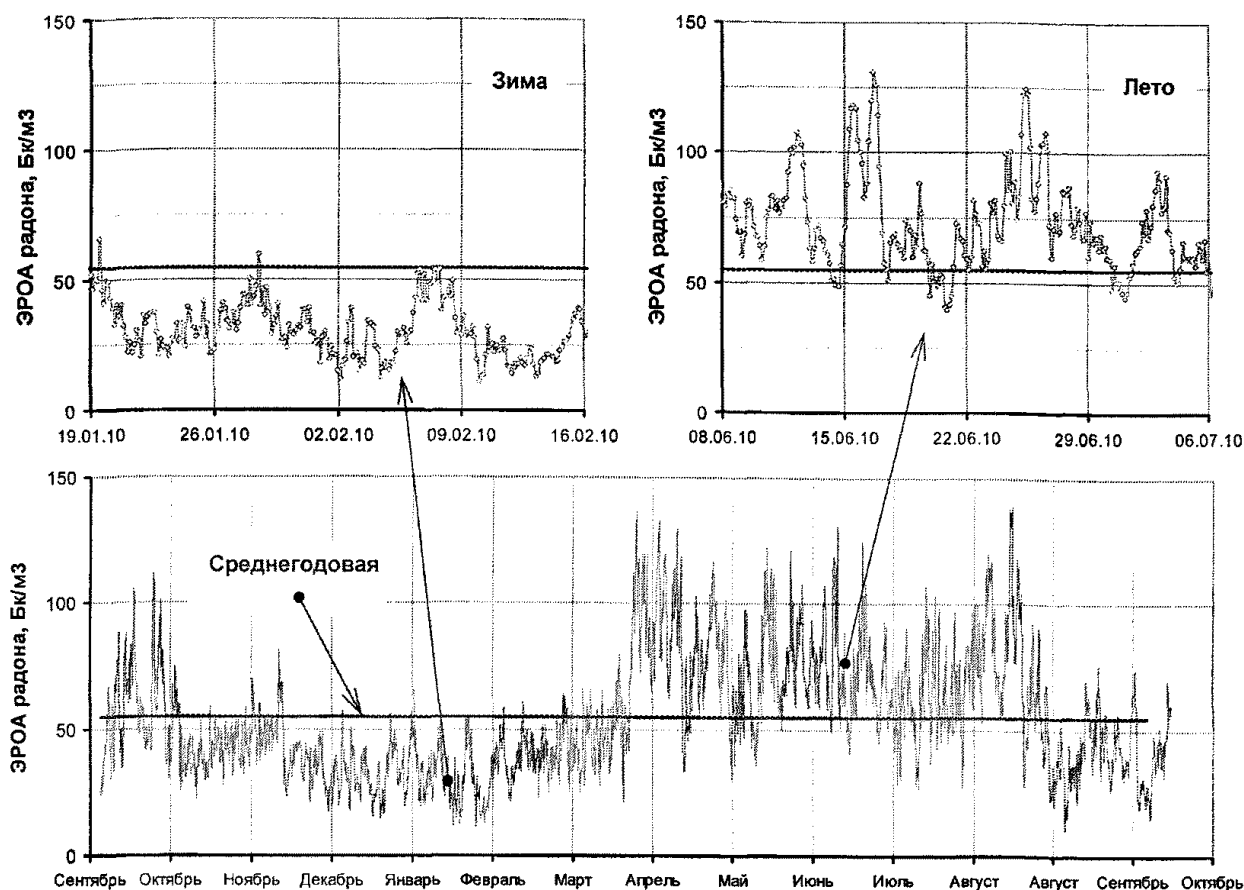 150
100
50
0
ЭРОА радона, Бк/м3
Зима
19.01.10 26.01.10 02.02.10 09.02.10 16.02.10
150
100
50
0
ЭРОА радона, Бк/м3
Лето
08.06.10 15.06.10 22.06.10 29.06.10 06.07.10
150
100
50
0
ЭРОА радона, Бк/м3
Среднегодовая
Сентябрь Октябрь Ноябрь Декабрь Январь Февраль Март Апрель Май Июнь Июль Август Август Сентябрь Октябрь